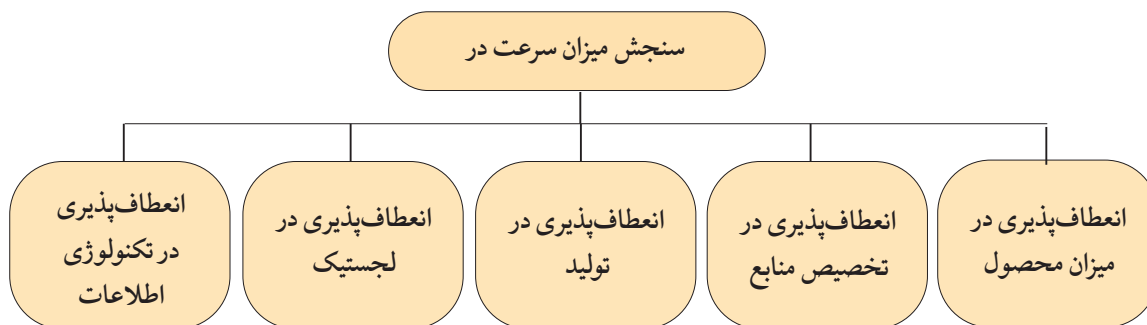 سنجش میزان سرعت در
انعطاف‌پذیری در
میزان محصول
انعطاف‌پذیری در
تخصیص منابع
انعطاف‌پذیری در
تولید
انعطاف‌پذیری در
لجستیک
انعطاف‌پذیری
در تکنولوژی
اطلاعات